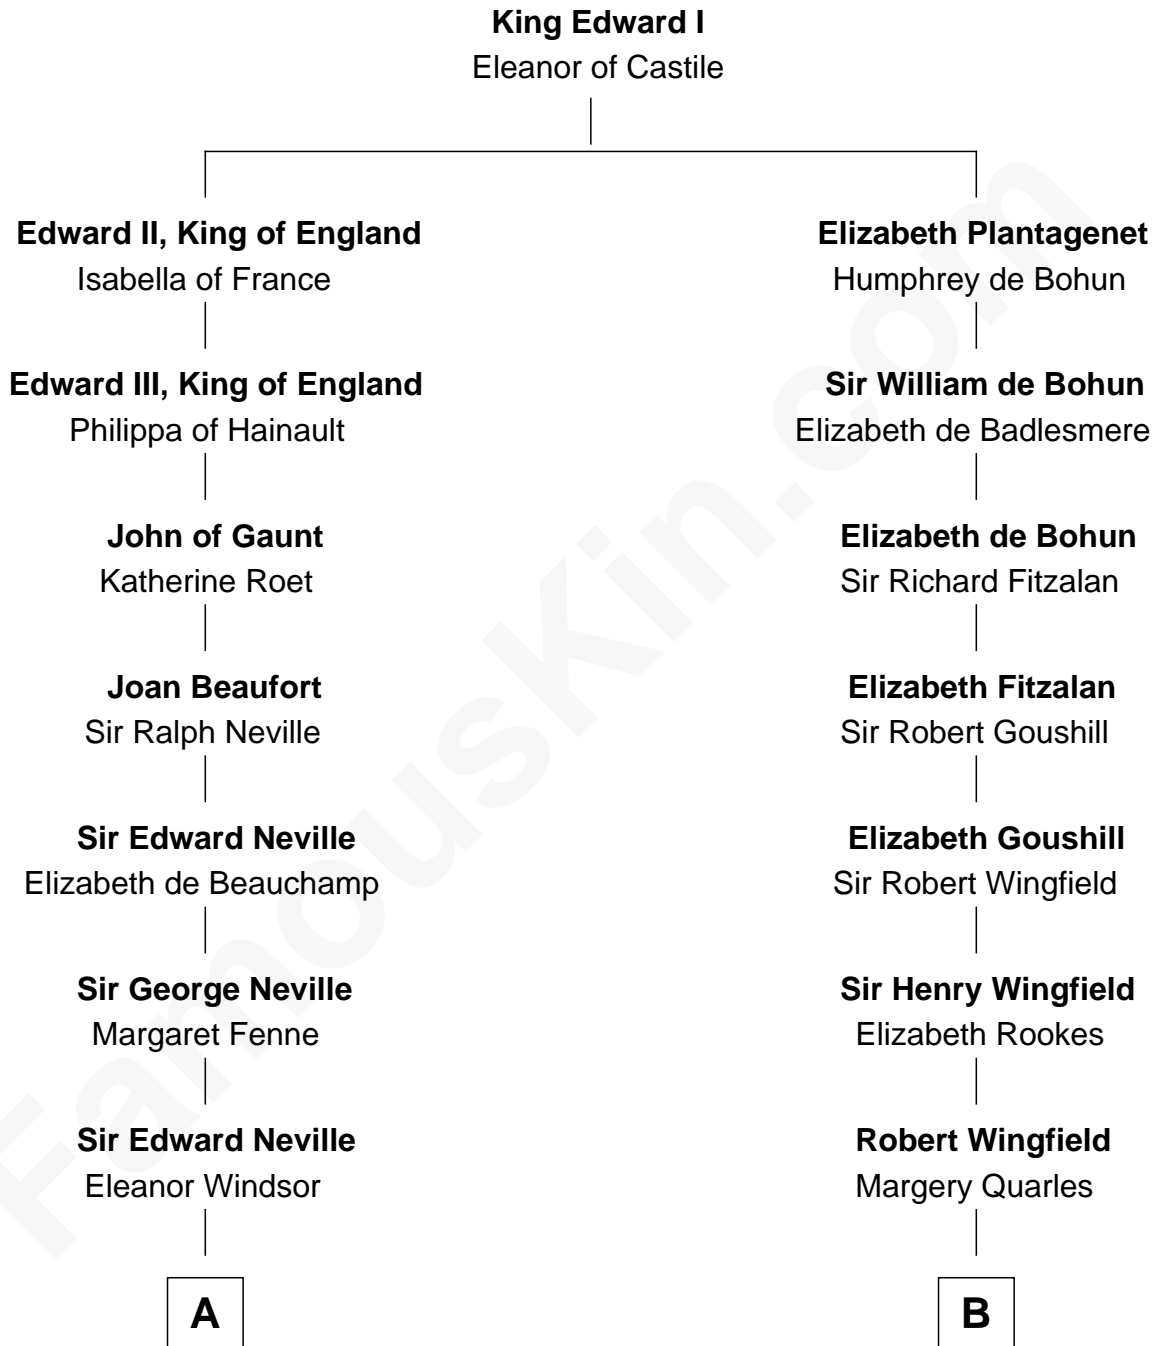 King Edward I
Eleanor of Castile
Edward II, King of England
Isabella of France
Elizabeth Plantagenet
Humphrey de Bohun
Edward III, King of England
Philippa of Hainault
Sir William de Bohun
Elizabeth de Badlesmere
John of Gaunt
Katherine Roet
Elizabeth de Bohun
Sir Richard Fitzalan
Joan Beaufort
Sir Ralph Neville
Elizabeth Fitzalan
Sir Robert Goushill
Sir Edward Neville
Elizabeth de Beauchamp
Elizabeth Goushill
Sir Robert Wingfield
Sir George Neville
Margaret Fenne
Sir Henry Wingfield
Elizabeth Rookes
Sir Edward Neville
Eleanor Windsor
Robert Wingfield
Margery Quarles
A
B
FamousKin.com